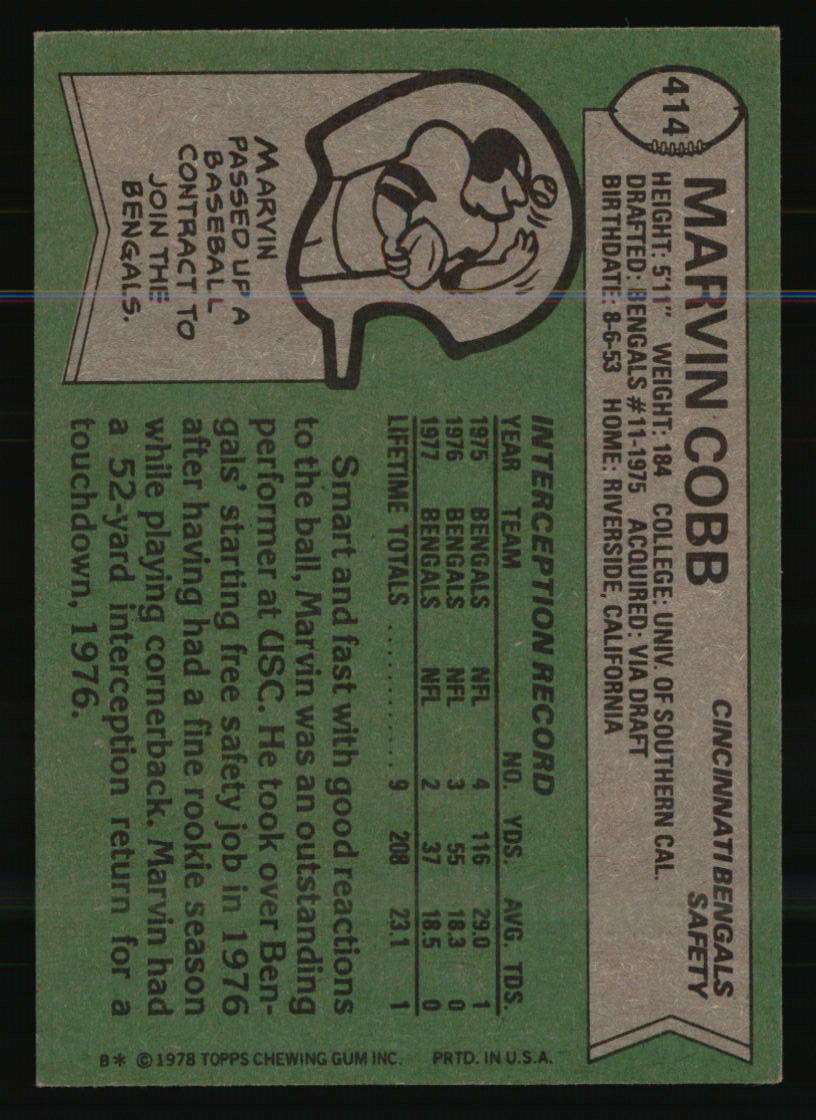 414
MARVIN COBB
CINCINNATI BENGALS
SAFETY
HEIGHT: 5'11" WEIGHT: 184 COLLEGE: UNIV. OF SOUTHERN CAL.
DRAFTED: BENGALS #11-1975 ACQUIRED: VIA DRAFT
BIRTHDATE: 8-6-53 HOME: RIVERSIDE, CALIFORNIA
MARVIN
PASSED UP A
BASEBALL
CONTRACT TO
JOIN THE
BENGALS.
INTERCEPTION RECORD
YEAR TEAM NO. YDS. AVG. TDS.
1975 BENGALS NFL 4 116 29.0 1
1976 BENGALS NFL 3 55 18.3 0
1977 BENGALS NFL 2 37 18.5 0
LIFETIME TOTALS ............. 9 208 23.1 1
Smart and fast with good reactions
to the ball, Marvin was an outstanding
performer at USC. He took over Ben-
gals' starting free safety job in 1976
after having had a fine rookie season
while playing cornerback. Marvin had
a 52-yard interception return for a
touchdown, 1976.
B* © 1978 TOPPS CHEWING GUM INC. PRTD. IN U.S.A.